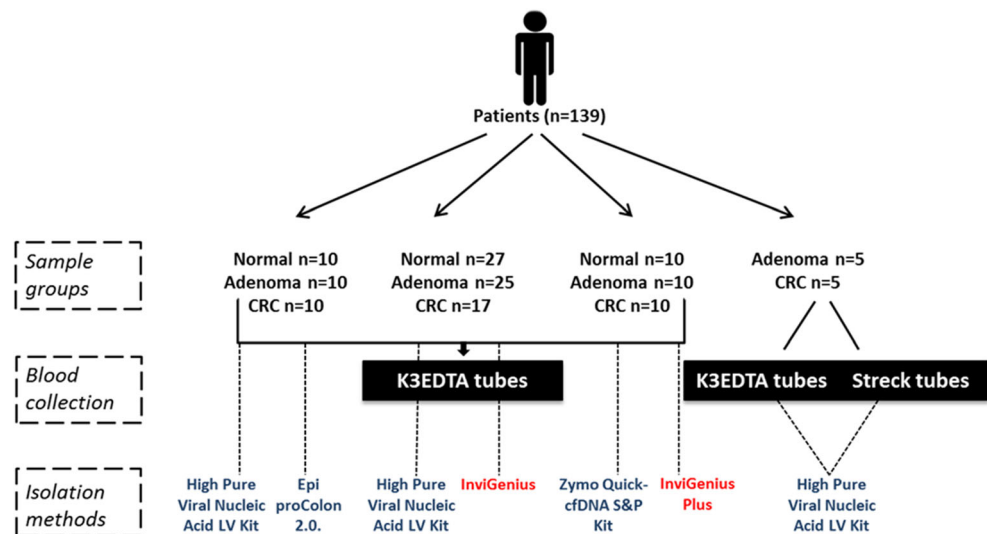 Patients (n=139)
Sample
groups
Normal n=10
Adenoma n=10
CRC n=10
Normal n=27
Adenoma n=25
CRC n=17
Normal n=10
Adenoma n=10
CRC n=10
Adenoma n=5
CRC n=5
Blood
collection
K3EDTA tubes
K3EDTA tubes
Streck tubes
Isolation
methods
High Pure
Viral Nucleic
Acid LV Kit
Epi
proColon
2.0.
High Pure
Viral Nucleic
Acid LV Kit
InviGenius
Zymo Quick-
cfDNA S&P
Kit
InviGenius
Plus
High Pure
Viral Nucleic
Acid LV Kit